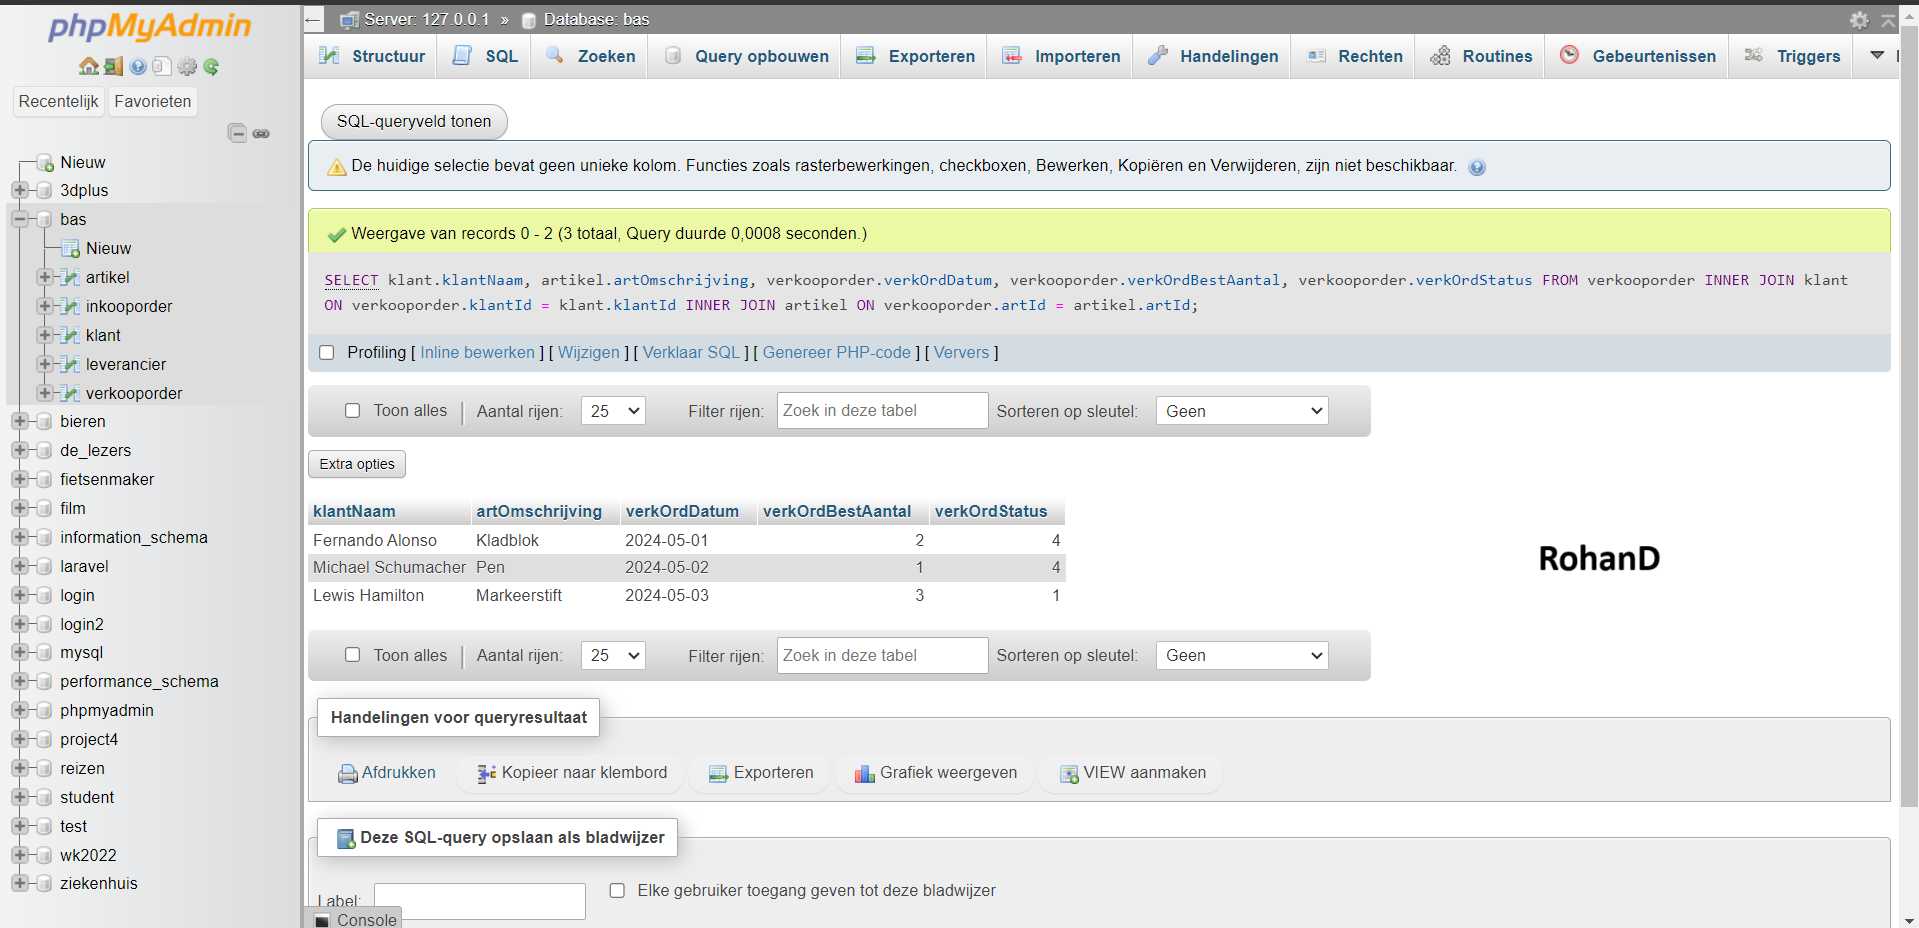 phpMyAdmin
Recentelijk Favorieten
Nieuw
3dplus
bas
Nieuw
artikel
inkooporder
klant
leverancier
verkooporder
bieren
de_lezers
fietsenmaker
film
information_schema
laravel
login
login2
mysql
performance_schema
phpmyadmin
project4
reizen
student
test
wk2022
ziekenhuis
Server: 127.0.0.1 » Database: bas
Structuur SQL Zoeken Query opbouwen Exporteren Importeren Handelingen Rechten Routines Gebeurtenissen Triggers
SQL-queryveld tonen
De huidige selectie bevat geen unieke kolom. Functies zoals rasterbewerkingen, checkboxen, Bewerken, Kopiëren en Verwijderen, zijn niet beschikbaar.
Weergave van records 0 - 2 (3 totaal, Query duurde 0,0008 seconden.)
SELECT klant.klantNaam, artikel.artOmschrijving, verkooporder.verkOrdDatum, verkooporder.verkOrdBestAantal, verkooporder.verkOrdStatus FROM verkooporder INNER JOIN klant
ON verkooporder.klantId = klant.klantId INNER JOIN artikel ON verkooporder.artId = artikel.artId;
Profiling [ Inline bewerken ] [ Wijzigen ] [ Verklaar SQL ] [ Genereer PHP-code ] [ Ververs ]
Toon alles | Aantal rijen: 25 Filter rijen: Zoek in deze tabel Sorteren op sleutel: Geen
Extra opties
klantNaam artOmschrijving verkOrdDatum verkOrdBestAantal verkOrdStatus
Fernando Alonso Kladblok 2024-05-01 2 4
Michael Schumacher Pen 2024-05-02 1 4
Lewis Hamilton Markeerstift 2024-05-03 3 1
RohanD
Toon alles | Aantal rijen: 25 Filter rijen: Zoek in deze tabel Sorteren op sleutel: Geen
Handelingen voor queryresultaat
Afdrukken Kopieer naar klembord Exporteren Grafiek weergeven VIEW aanmaken
Deze SQL-query opslaan als bladwijzer
Label: Elke gebruiker toegang geven tot deze bladwijzer
Console